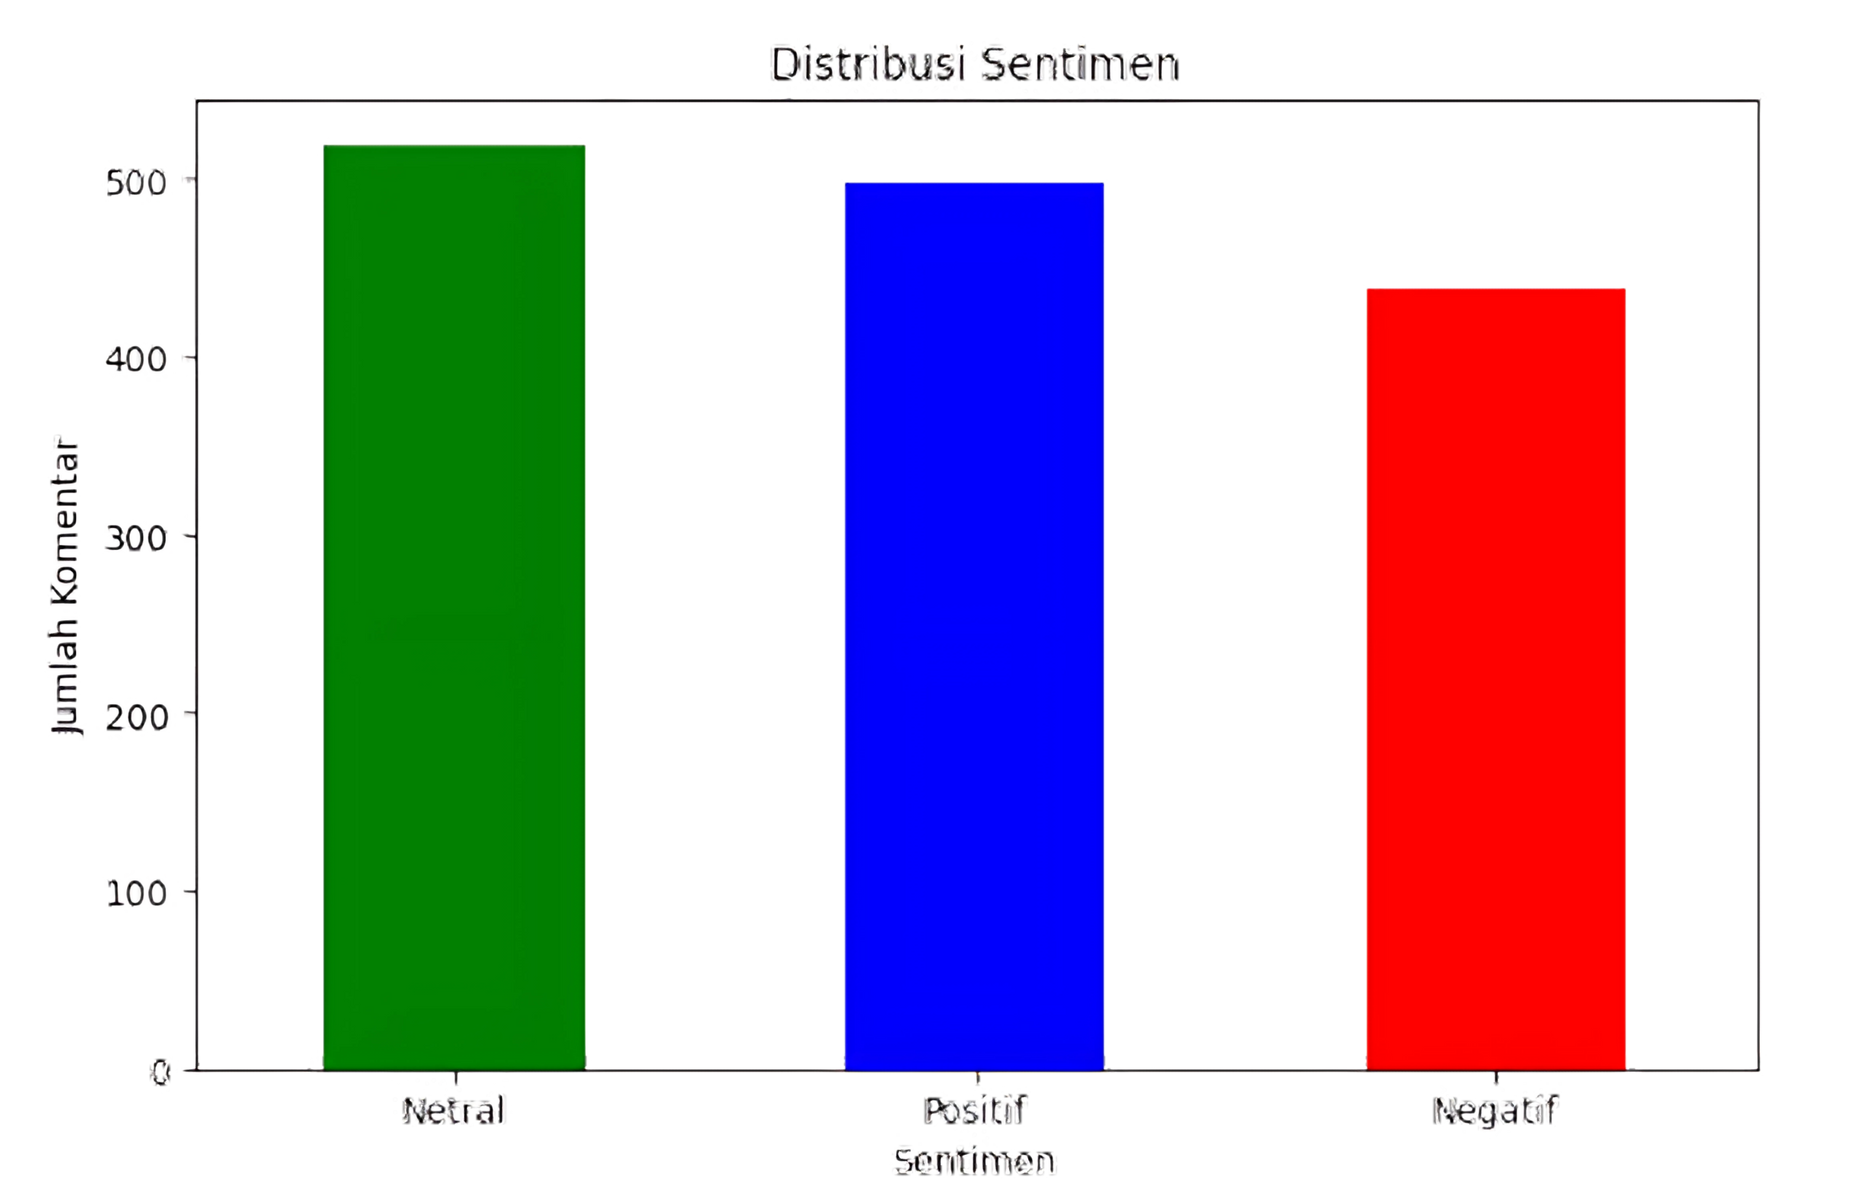 Distribusi Sentimen
500
400
300
200
100
0
Jumlah Komentar
Netral
Positif
Negatif
Sentimen